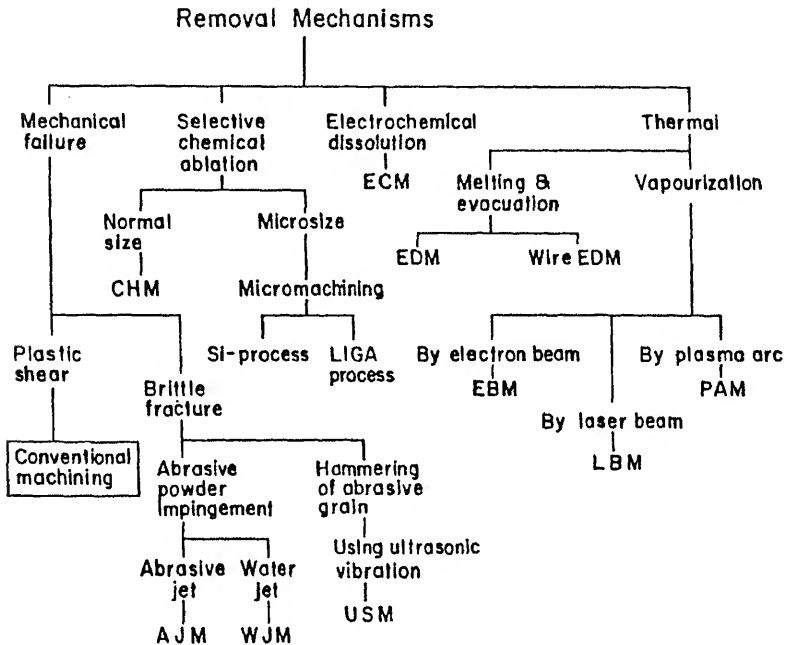 Removal Mechanisms
Mechanical
failure
Selective
chemical
ablation
Electrochemical
dissolution
ECM
Thermal
Melting &
evacuation
Vapourization
Normal
size
CHM
Microsize
EDM
Wire EDM
Micromachining
Si-process
LIGA
process
Plastic
shear
Brittle
fracture
By electron beam
EBM
By plasma arc
PAM
By laser beam
LBM
Conventional
machining
Abrasive
powder
impingement
Hammering
of abrasive
grain
Using ultrasonic
vibration
USM
Abrasive
jet
AJM
Water
jet
WJM